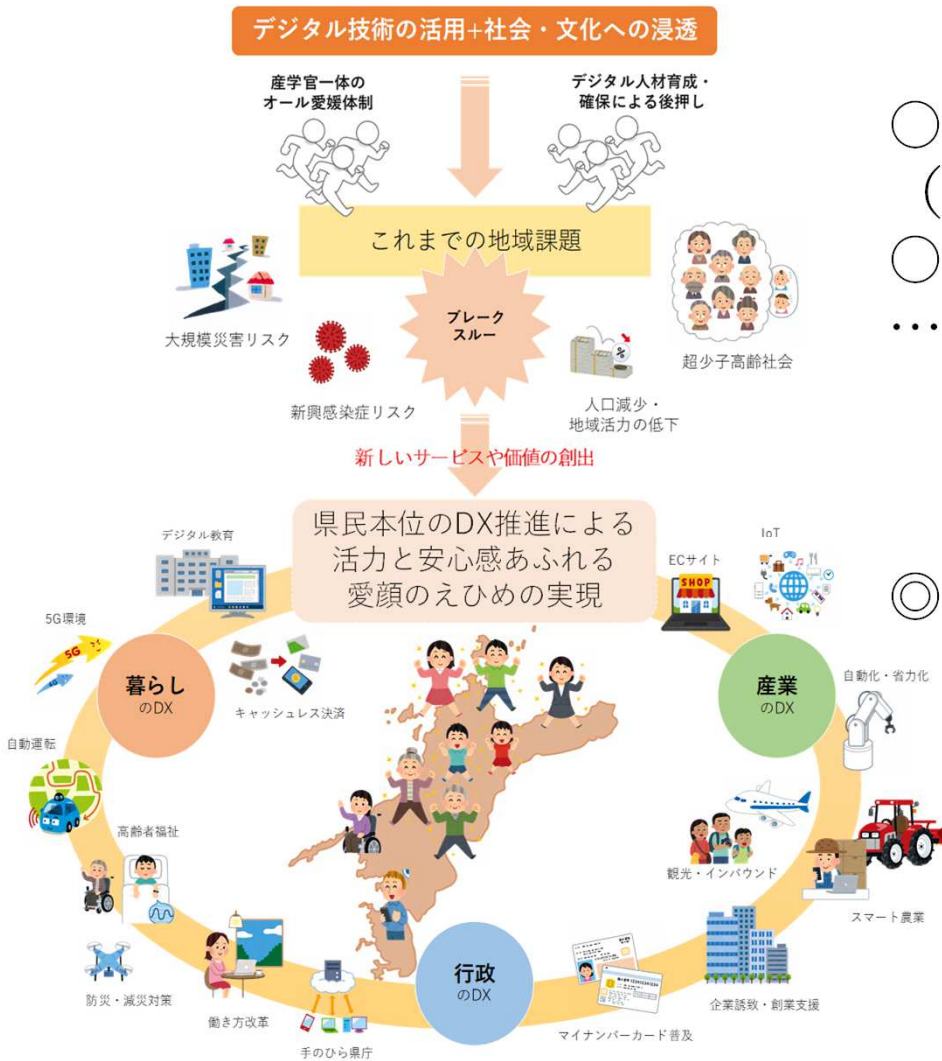 デジタル技術の活用+社会・文化への浸透
産学官一体の
オール愛媛体制
デジタル人材育成・
確保による後押し
これまでの地域課題
ブレーク
スルー
大規模災害リスク
新興感染症リスク
%
人口減少・
地域活力の低下
超少子高齢社会
新しいサービスや価値の創出
県民本位のDX推進による
活力と安心感あふれる
愛顔のえひめの実現
デジタル教育
ECサイト
SHOP
IoT
5G環境
5G
4G
暮らし
のDX
キャッシュレス決済
産業
のDX
自動化・省力化
自動運転
高齢者福祉
観光・インバウンド
スマート農業
防災・減災対策
働き方改革
手のひら県庁
行政
のDX
マイナンバーカード普及
企業誘致・創業支援